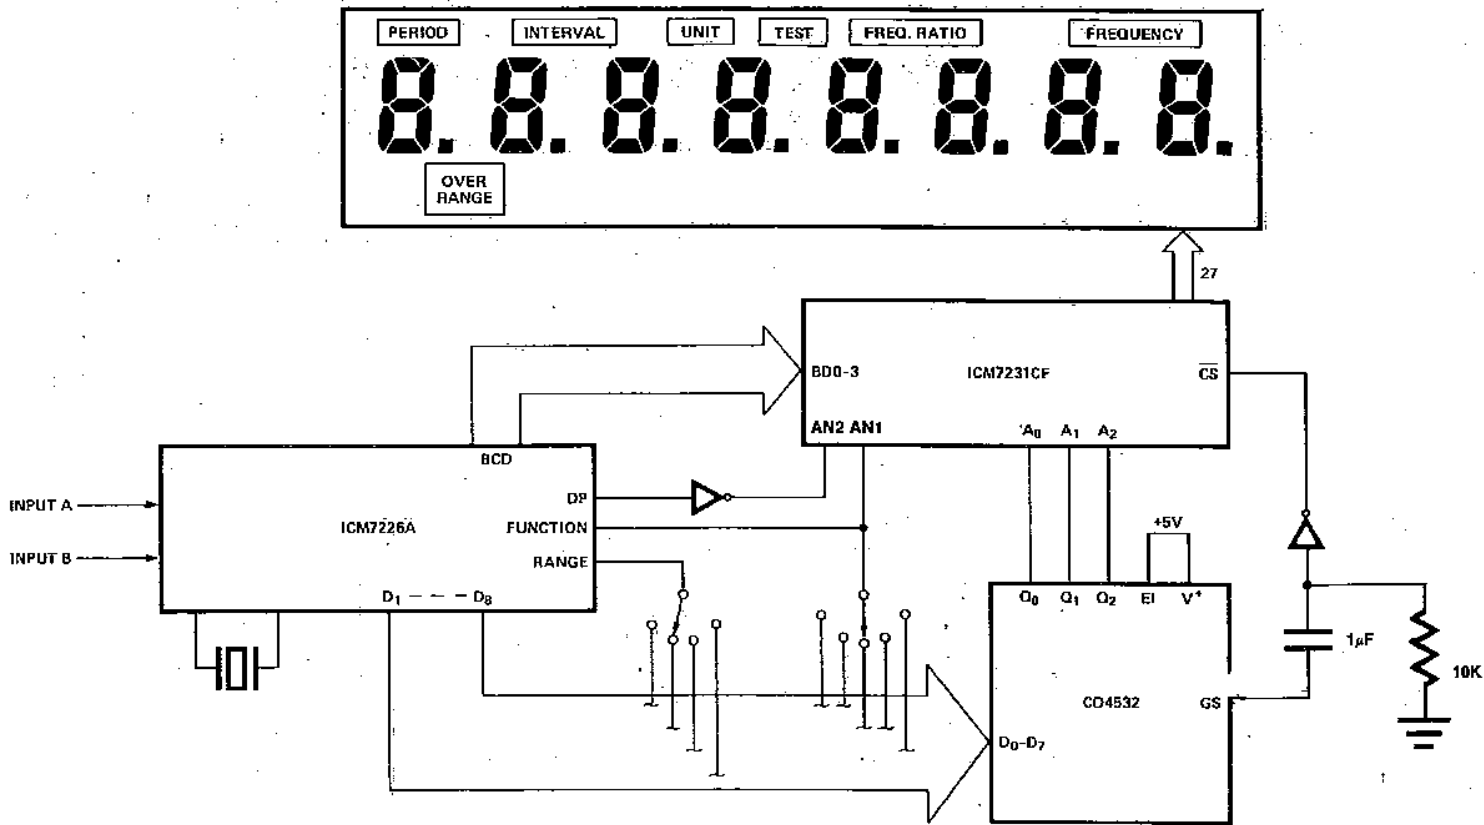 PERIOD INTERVAL UNIT TEST FREQ. RATIO FREQUENCY
8. 8. 8. 8. 8. 8. 8. 8.
OVER
RANGE
27
BD0-3 ICM7231CF CS
AN2 AN1 A0 A1 A2
BCD
INPUT A
DP
ICM7226A
FUNCTION
+5V
INPUT B
RANGE
D1 – – – D8
Q0 Q1 Q2 EI V+
1μF
10K
CD4532 GS
D0-D7